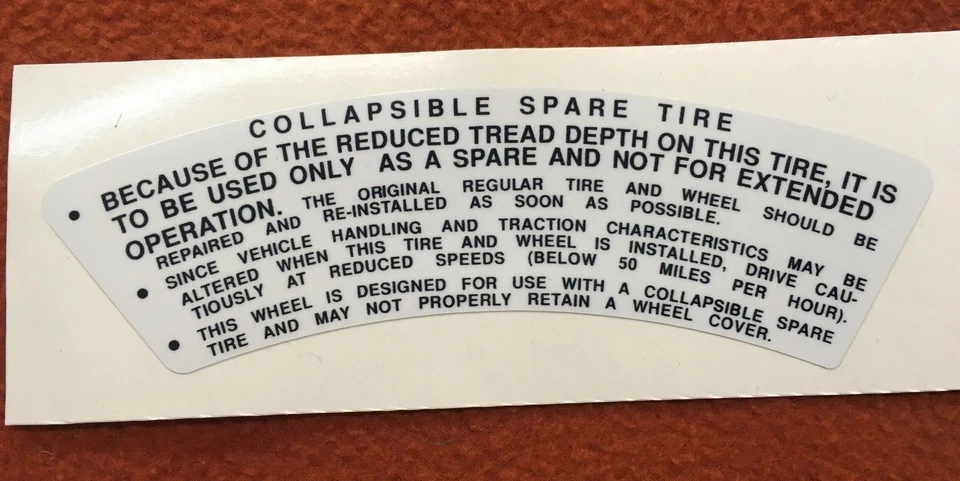 COLLAPSIBLE SPARE TIRE
• BECAUSE OF THE REDUCED TREAD DEPTH ON THIS TIRE, IT IS
TO BE USED ONLY AS A SPARE AND NOT FOR EXTENDED
OPERATION. THE ORIGINAL REGULAR TIRE AND WHEEL SHOULD BE
REPAIRED AND RE-INSTALLED AS SOON AS POSSIBLE.
• SINCE VEHICLE HANDLING AND TRACTION CHARACTERISTICS MAY BE
ALTERED WHEN THIS TIRE AND WHEEL IS INSTALLED, DRIVE CAU-
TIOUSLY AT REDUCED SPEEDS (BELOW 50 MILES PER HOUR).
• THIS WHEEL IS DESIGNED FOR USE WITH A COLLAPSIBLE SPARE
TIRE AND MAY NOT PROPERLY RETAIN A WHEEL COVER.